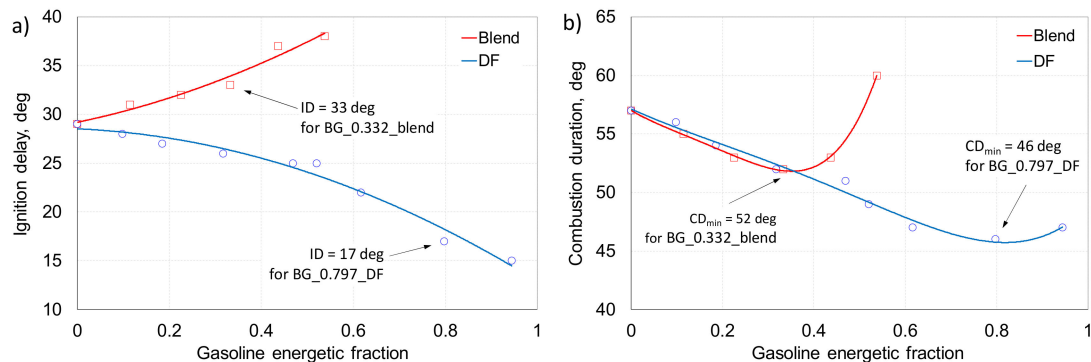 a)
Ignition delay, deg
40
35
30
25
20
15
10
Blend
DF
ID = 33 deg
for BG_0.332_blend
ID = 17 deg
for BG_0.797_DF
0
0.2
0.4
0.6
0.8
1
Gasoline energetic fraction
b)
Combustion duration, deg
65
60
55
50
45
40
Blend
DF
CDmin = 46 deg
for BG_0.797_DF
CDmin = 52 deg
for BG_0.332_blend
0
0.2
0.4
0.6
0.8
1
Gasoline energetic fraction